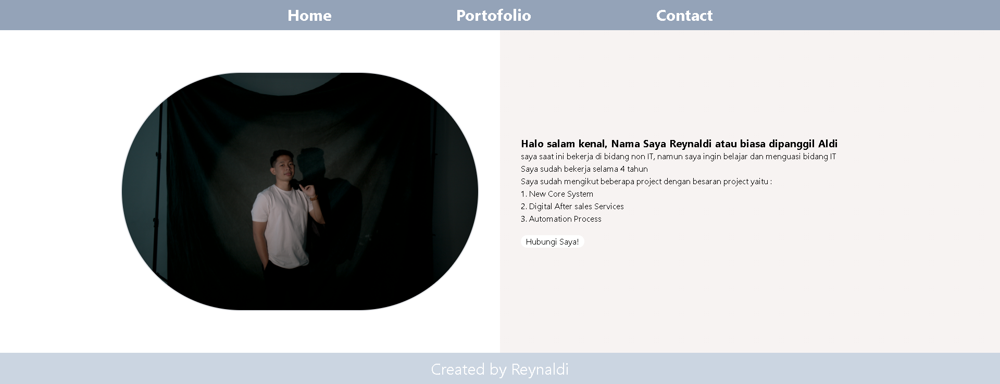 Home Portofolio Contact
Halo salam kenal, Nama Saya Reynaldi atau biasa dipanggil Aldi
saya saat ini bekerja di bidang non IT, namun saya ingin belajar dan menguasi bidang IT
Saya sudah bekerja selama 4 tahun
Saya sudah mengikut beberapa project dengan besaran project yaitu :
1. New Core System
2. Digital After sales Services
3. Automation Process
Hubungi Saya!
Created by Reynaldi